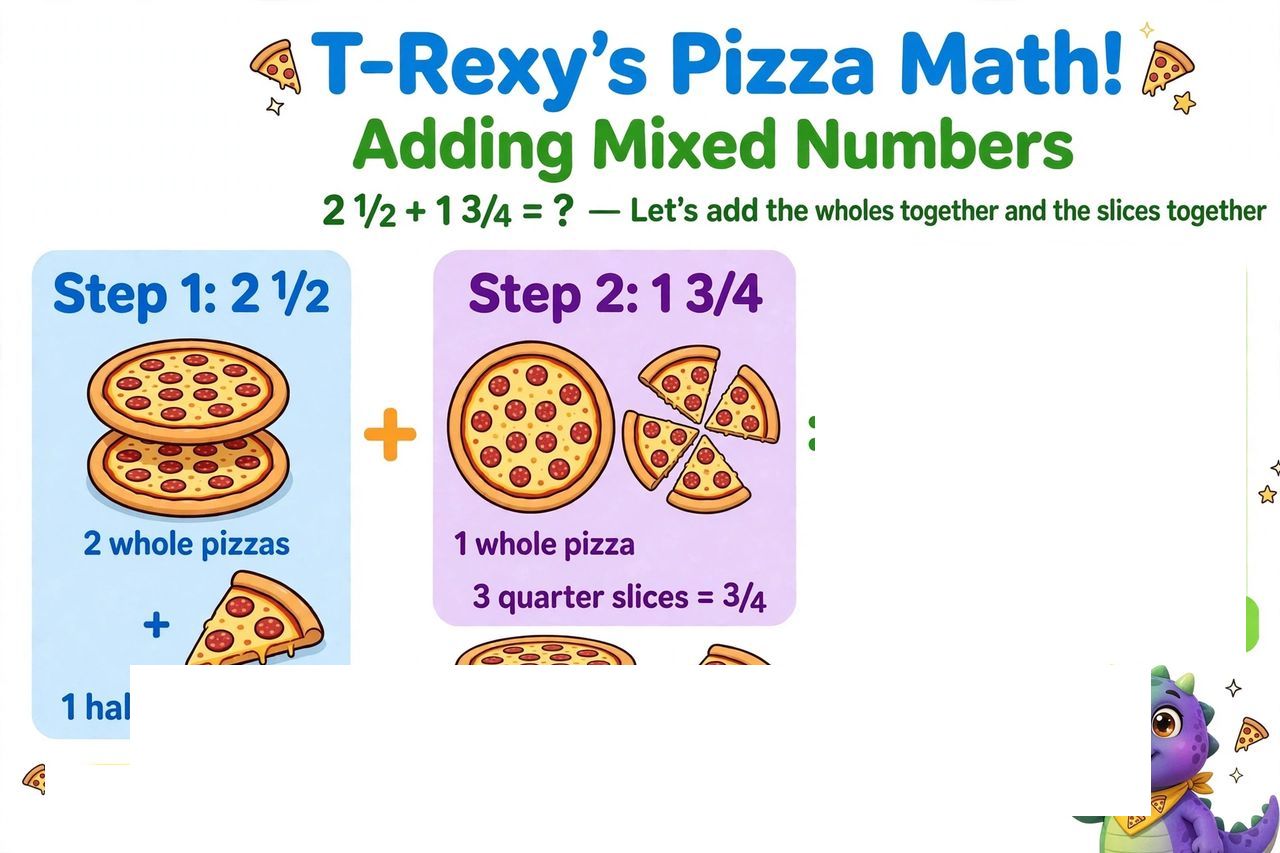 T-Rexy's Pizza Math!
Adding Mixed Numbers
2 ½ + 1 3/4 = ? — Let's add the wholes together and the slices together
Step 1: 2 ½
2 whole pizzas
+
1 hal
+
Step 2: 1 3/4
1 whole pizza
3 quarter slices = 3/4